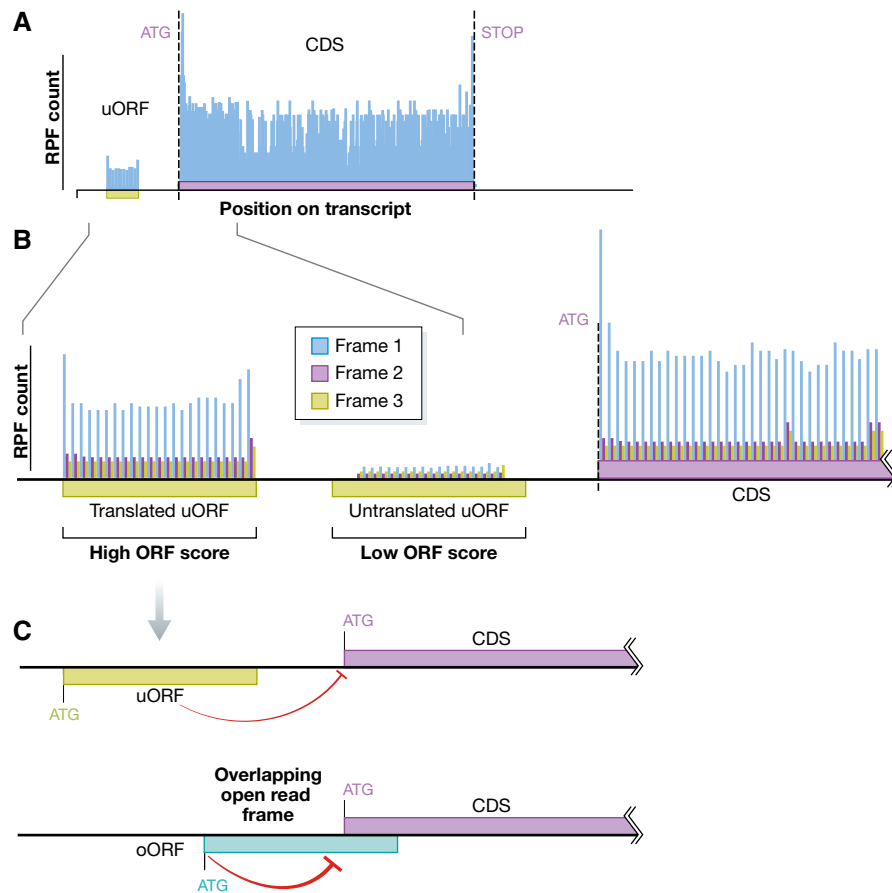 A
ATG
CDS
STOP
RPF count
uORF
Position on transcript
B
ATG
Frame 1
Frame 2
Frame 3
RPF count
Translated uORF
Untranslated uORF
CDS
High ORF score
Low ORF score
C
ATG
CDS
uORF
ATG
Overlapping
open read
frame
ATG
CDS
oORF
ATG